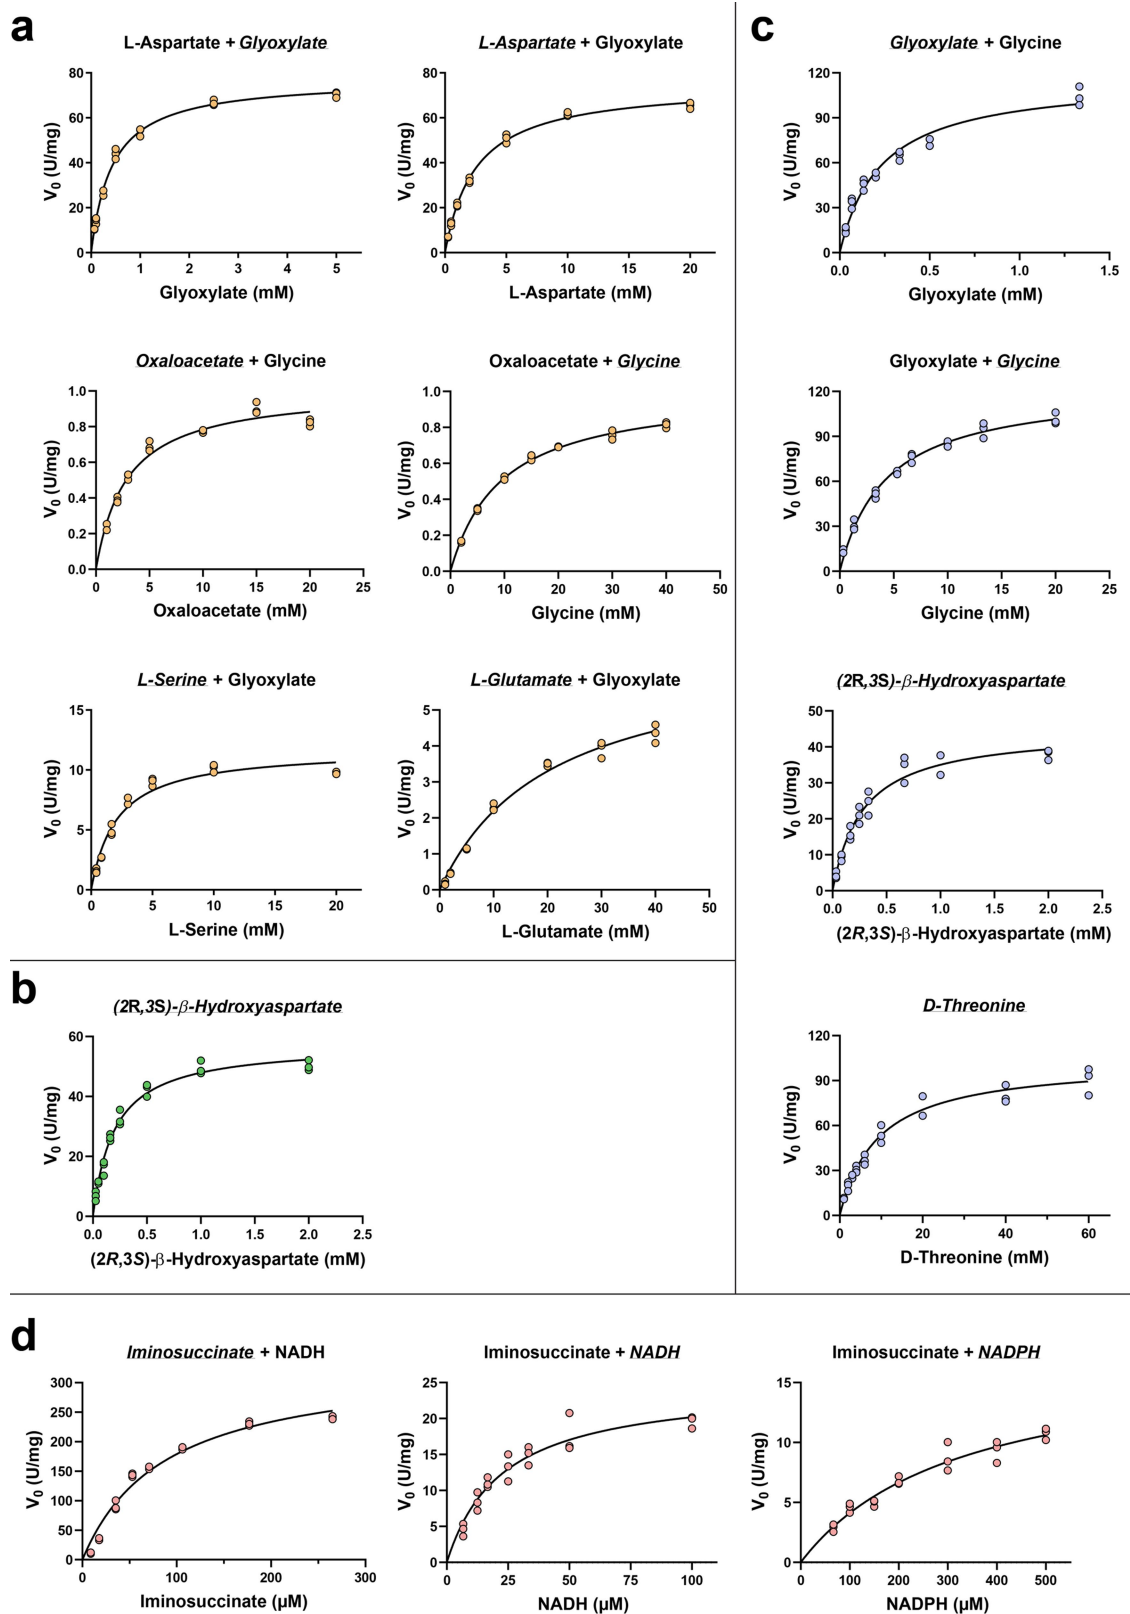 a
L-Aspartate + Glyoxylate
80
60
40
20
0
V0 (U/mg)
0 1 2 3 4 5
Glyoxylate (mM)
L-Aspartate + Glyoxylate
80
60
40
20
0
V0 (U/mg)
0 5 10 15 20
L-Aspartate (mM)
Oxaloacetate + Glycine
1.0
0.8
0.6
0.4
0.2
0.0
V0 (U/mg)
0 5 10 15 20 25
Oxaloacetate (mM)
Oxaloacetate + Glycine
1.0
0.8
0.6
0.4
0.2
0.0
V0 (U/mg)
0 10 20 30 40 50
Glycine (mM)
L-Serine + Glyoxylate
15
10
5
0
V0 (U/mg)
0 5 10 15 20
L-Serine (mM)
L-Glutamate + Glyoxylate
5
4
3
2
1
0
V0 (U/mg)
0 10 20 30 40 50
L-Glutamate (mM)
b
(2R,3S)-β-Hydroxyaspartate
60
40
20
0
V0 (U/mg)
0.0 0.5 1.0 1.5 2.0 2.5
(2R,3S)-β-Hydroxyaspartate (mM)
c
Glyoxylate + Glycine
120
90
60
30
0
V0 (U/mg)
0.0 0.5 1.0 1.5
Glyoxylate (mM)
Glyoxylate + Glycine
120
90
60
30
0
V0 (U/mg)
0 5 10 15 20 25
Glycine (mM)
(2R,3S)-β-Hydroxyaspartate
50
40
30
20
10
0
V0 (U/mg)
0.0 0.5 1.0 1.5 2.0 2.5
(2R,3S)-β-Hydroxyaspartate (mM)
D-Threonine
120
90
60
30
0
V0 (U/mg)
0 20 40 60
D-Threonine (mM)
d
Iminosuccinate + NADH
300
250
200
150
100
50
0
V0 (U/mg)
0 100 200 300
Iminosuccinate (µM)
Iminosuccinate + NADH
25
20
15
10
5
0
V0 (U/mg)
0 25 50 75 100
NADH (µM)
Iminosuccinate + NADPH
15
10
5
0
V0 (U/mg)
0 100 200 300 400 500
NADPH (µM)